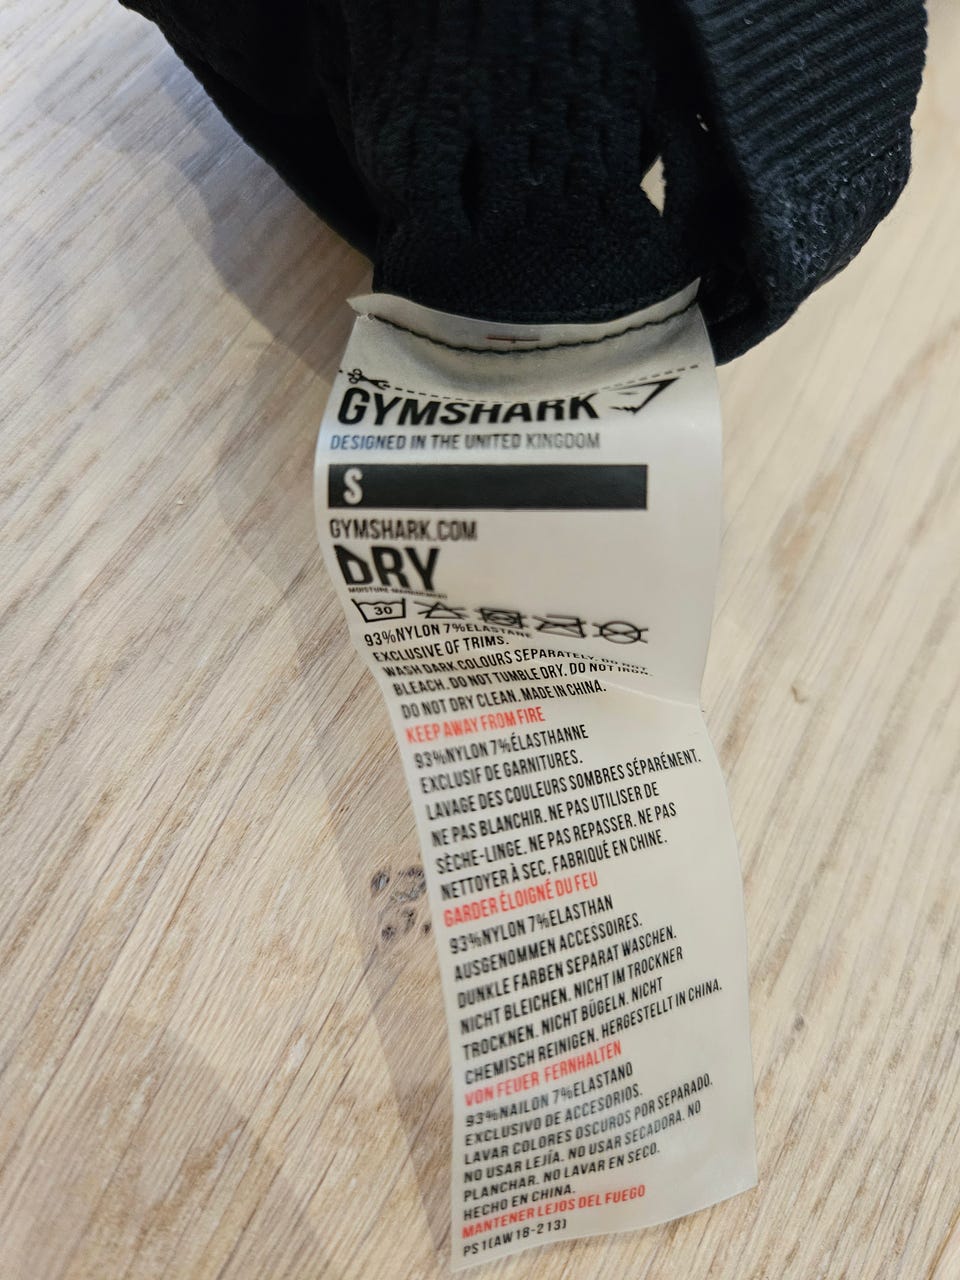 GYMSHARK
DESIGNED IN THE UNITED KINGDOM
S
GYMSHARK.COM
DRY
MOISTURE MANAGEMENT
30
93%NYLON 7%ELASTANE
EXCLUSIVE OF TRIMS.
WASH DARK COLOURS SEPARATELY. DO NOT
BLEACH. DO NOT TUMBLE DRY. DO NOT IRON.
DO NOT DRY CLEAN. MADE IN CHINA.
KEEP AWAY FROM FIRE
93%NYLON 7%ÉLASTHANNE
EXCLUSIF DE GARNITURES.
LAVAGE DES COULEURS SOMBRES SÉPARÉMENT.
NE PAS BLANCHIR. NE PAS UTILISER DE
SÈCHE-LINGE. NE PAS REPASSER. NE PAS
NETTOYER À SEC. FABRIQUÉ EN CHINE.
GARDER ÉLOIGNÉ DU FEU
93%NYLON 7%ELASTHAN
AUSGENOMMEN ACCESSOIRES.
DUNKLE FARBEN SEPARAT WASCHEN.
NICHT BLEICHEN. NICHT IM TROCKNER
TROCKNEN. NICHT BÜGELN. NICHT
CHEMISCH REINIGEN. HERGESTELLT IN CHINA.
VON FEUER FERNHALTEN
93%NAILON 7%ELASTANO
EXCLUSIVO DE ACCESORIOS.
LAVAR COLORES OSCUROS POR SEPARADO.
NO USAR LEJÍA. NO USAR SECADORA. NO
PLANCHAR. NO LAVAR EN SECO.
HECHO EN CHINA.
MANTENER LEJOS DEL FUEGO
PS1(AW18-213)